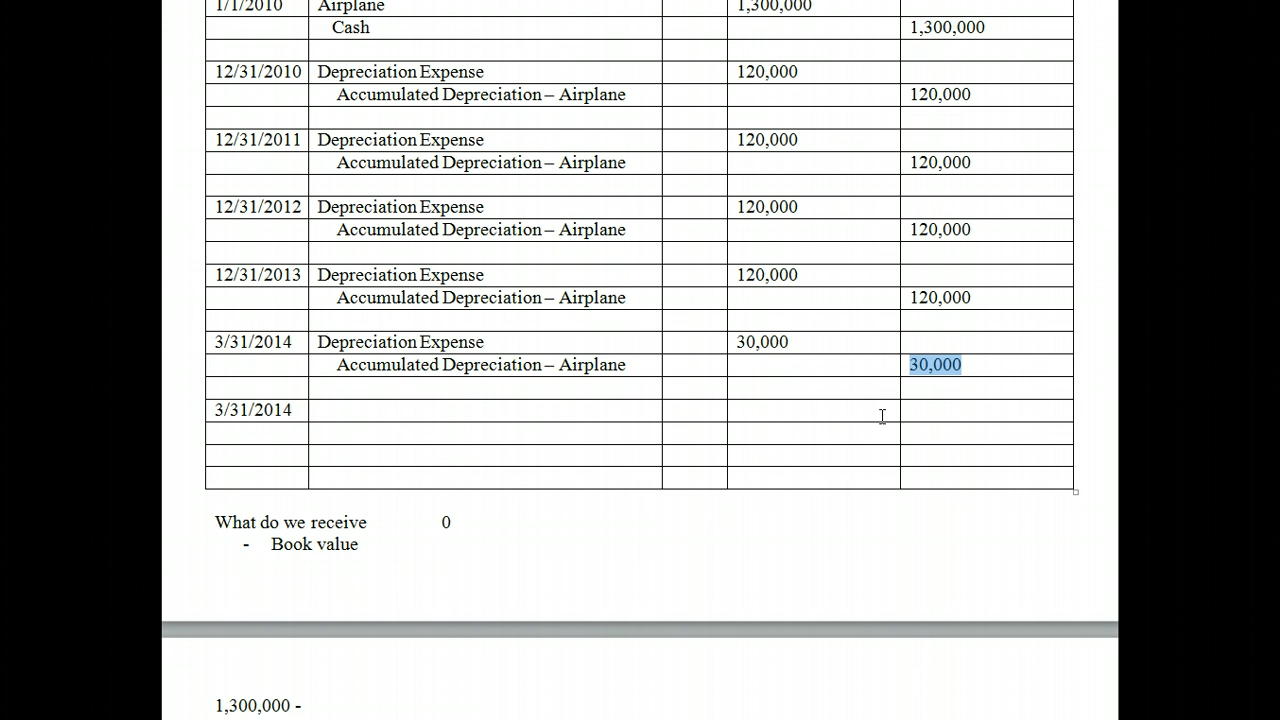 1/1/2010 Airplane 1,300,000
Cash 1,300,000
12/31/2010 Depreciation Expense 120,000
Accumulated Depreciation – Airplane 120,000
12/31/2011 Depreciation Expense 120,000
Accumulated Depreciation – Airplane 120,000
12/31/2012 Depreciation Expense 120,000
Accumulated Depreciation – Airplane 120,000
12/31/2013 Depreciation Expense 120,000
Accumulated Depreciation – Airplane 120,000
3/31/2014 Depreciation Expense 30,000
Accumulated Depreciation – Airplane 30,000
3/31/2014
What do we receive 0
- Book value
1,300,000 -